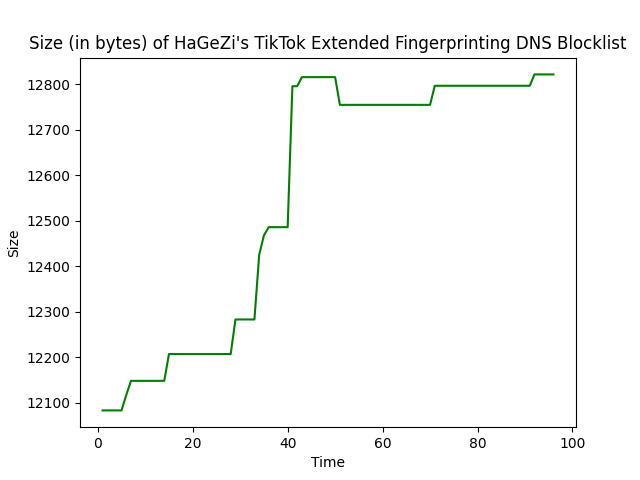 Size (in bytes) of HaGeZi's TikTok Extended Fingerprinting DNS Blocklist
12800
12700
12600
12500
12400
12300
12200
12100
Size
0 20 40 60 80 100
Time